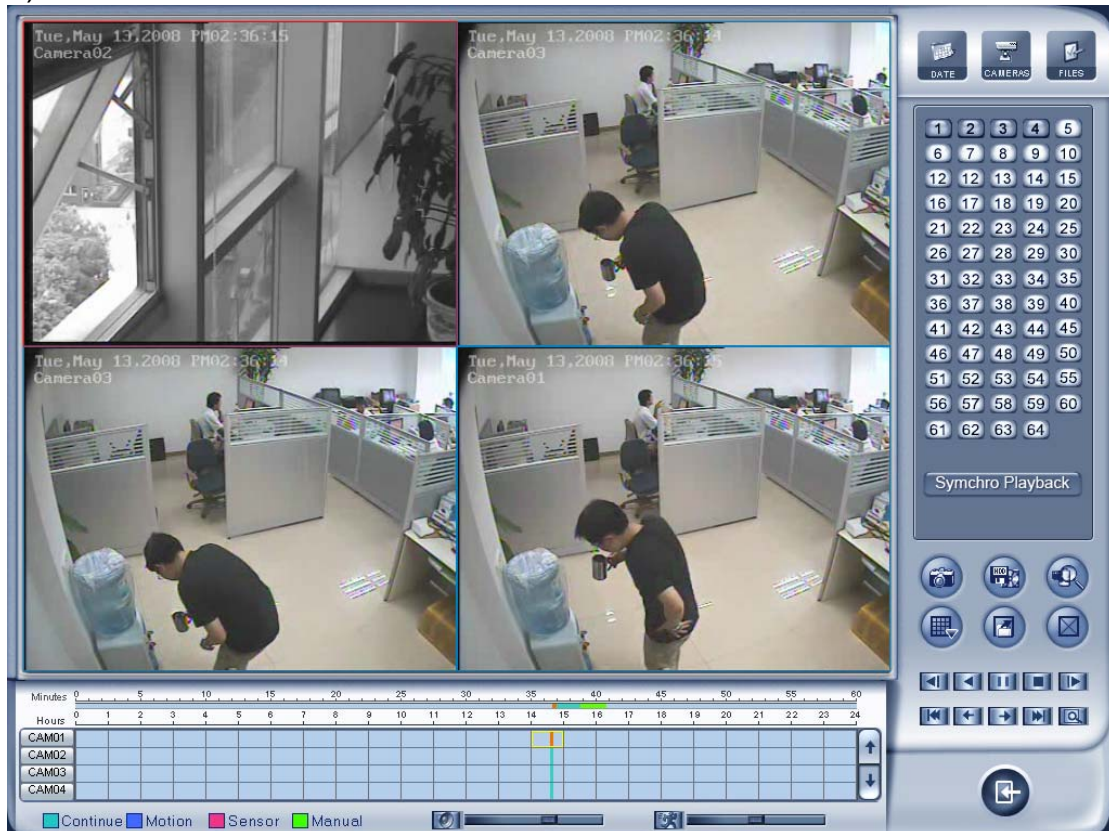 Tue,May 13,2008 PM02:36:15
Camera02
Tue,May 13,2008 PM02:36:14
Camera03
Tue,May 13,2008 PM02:36:14
Camera03
Tue,May 13,2008 PM02:36:15
Camera01
DATE CAMERAS FILES
1 2 3 4 5
6 7 8 9 10
12 12 13 14 15
16 17 18 19 20
21 22 23 24 25
26 27 28 29 30
31 32 33 34 35
36 37 38 39 40
41 42 43 44 45
46 47 48 49 50
51 52 53 54 55
56 57 58 59 60
61 62 63 64
Symchro Playback
HDD
Minutes 0 5 10 15 20 25 30 35 40 45 50 55 60
Hours 0 1 2 3 4 5 6 7 8 9 10 11 12 13 14 15 16 17 18 19 20 21 22 23 24
CAM01
CAM02
CAM03
CAM04
Continue Motion Sensor Manual